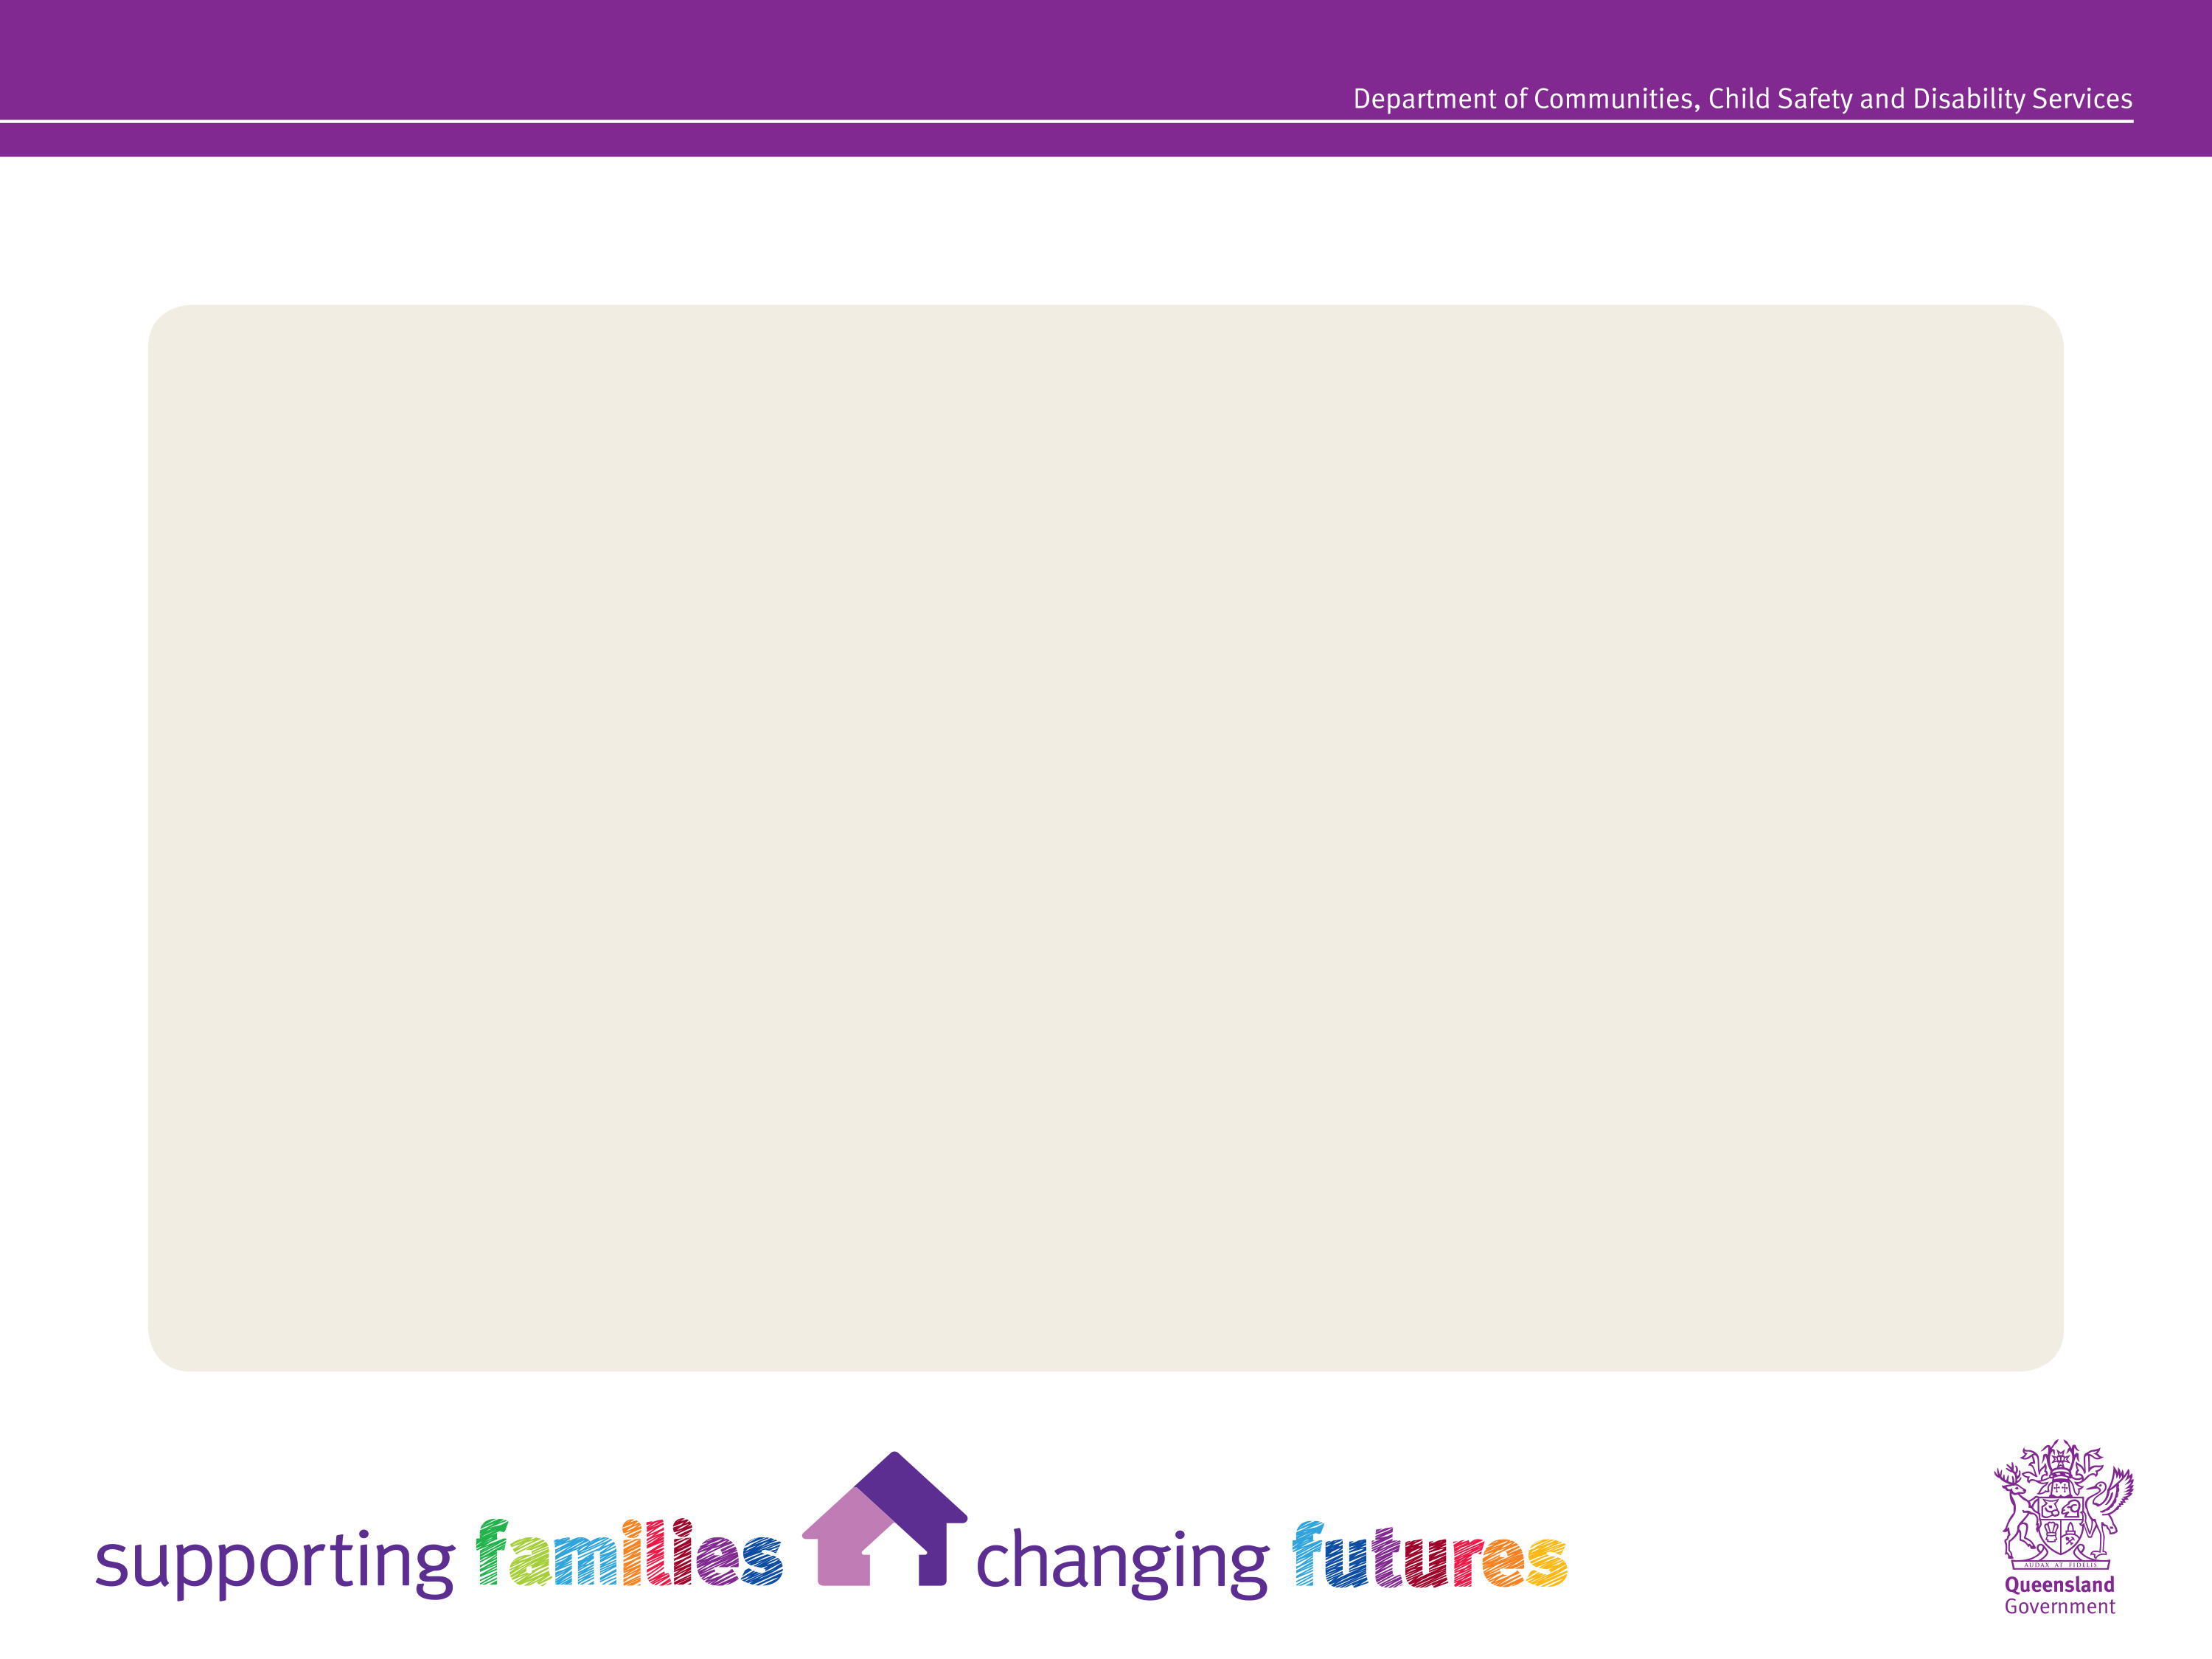 Department of Communities, Child Safety and Disability Services
supporting families changing futures
AUDAX AT FIDELIS
Queensland
Government